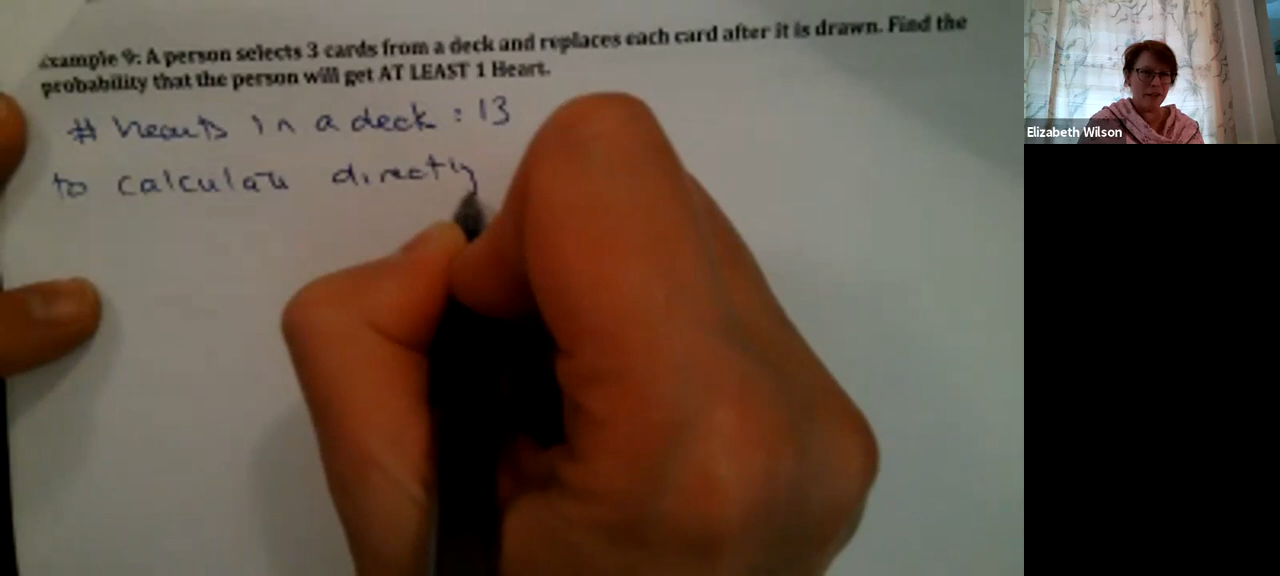 Example 9: A person selects 3 cards from a deck and replaces each card after it is drawn. Find the
probability that the person will get AT LEAST 1 Heart.
# hearts in a deck : 13
to calculate directly
Elizabeth Wilson